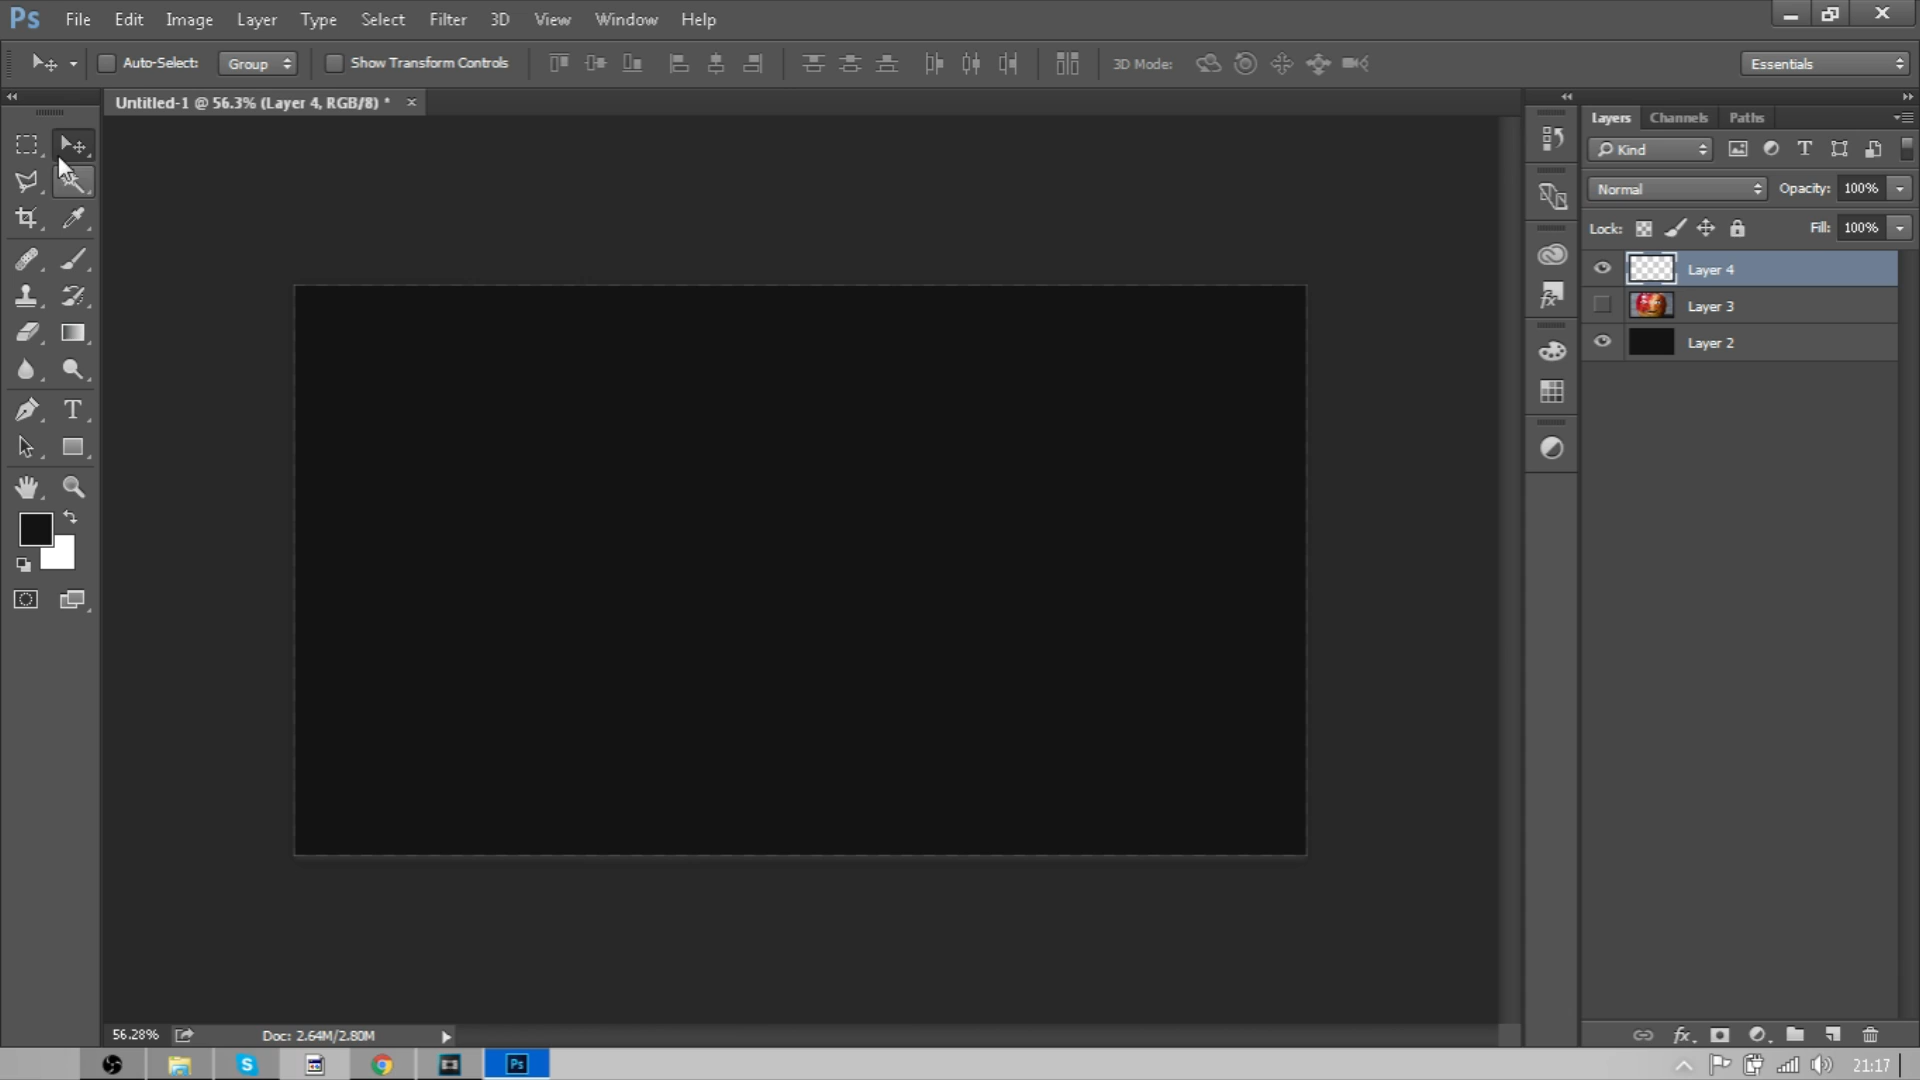 Ps File Edit Image Layer Type Select Filter 3D View Window Help
Auto-Select: Group Show Transform Controls 3D Mode: Essentials
Untitled-1 @ 56.3% (Layer 4, RGB/8) *
Layers Channels Paths
Kind
Normal Opacity: 100%
Lock: Fill: 100%
Layer 4
Layer 3
Layer 2
56.28% Doc: 2.64M/2.80M
Ps 21:17